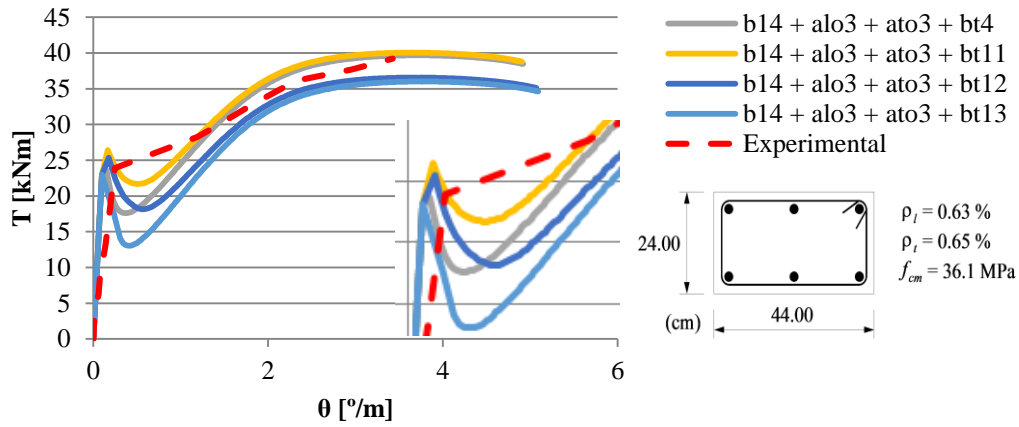 T [kNm]
45
40
35
30
25
20
15
10
5
0
0
2
4
6
θ [º/m]
b14 + alo3 + ato3 + bt4
b14 + alo3 + ato3 + bt11
b14 + alo3 + ato3 + bt12
b14 + alo3 + ato3 + bt13
Experimental
24.00
(cm)
44.00
ρl = 0.63 %
ρt = 0.65 %
fcm = 36.1 MPa